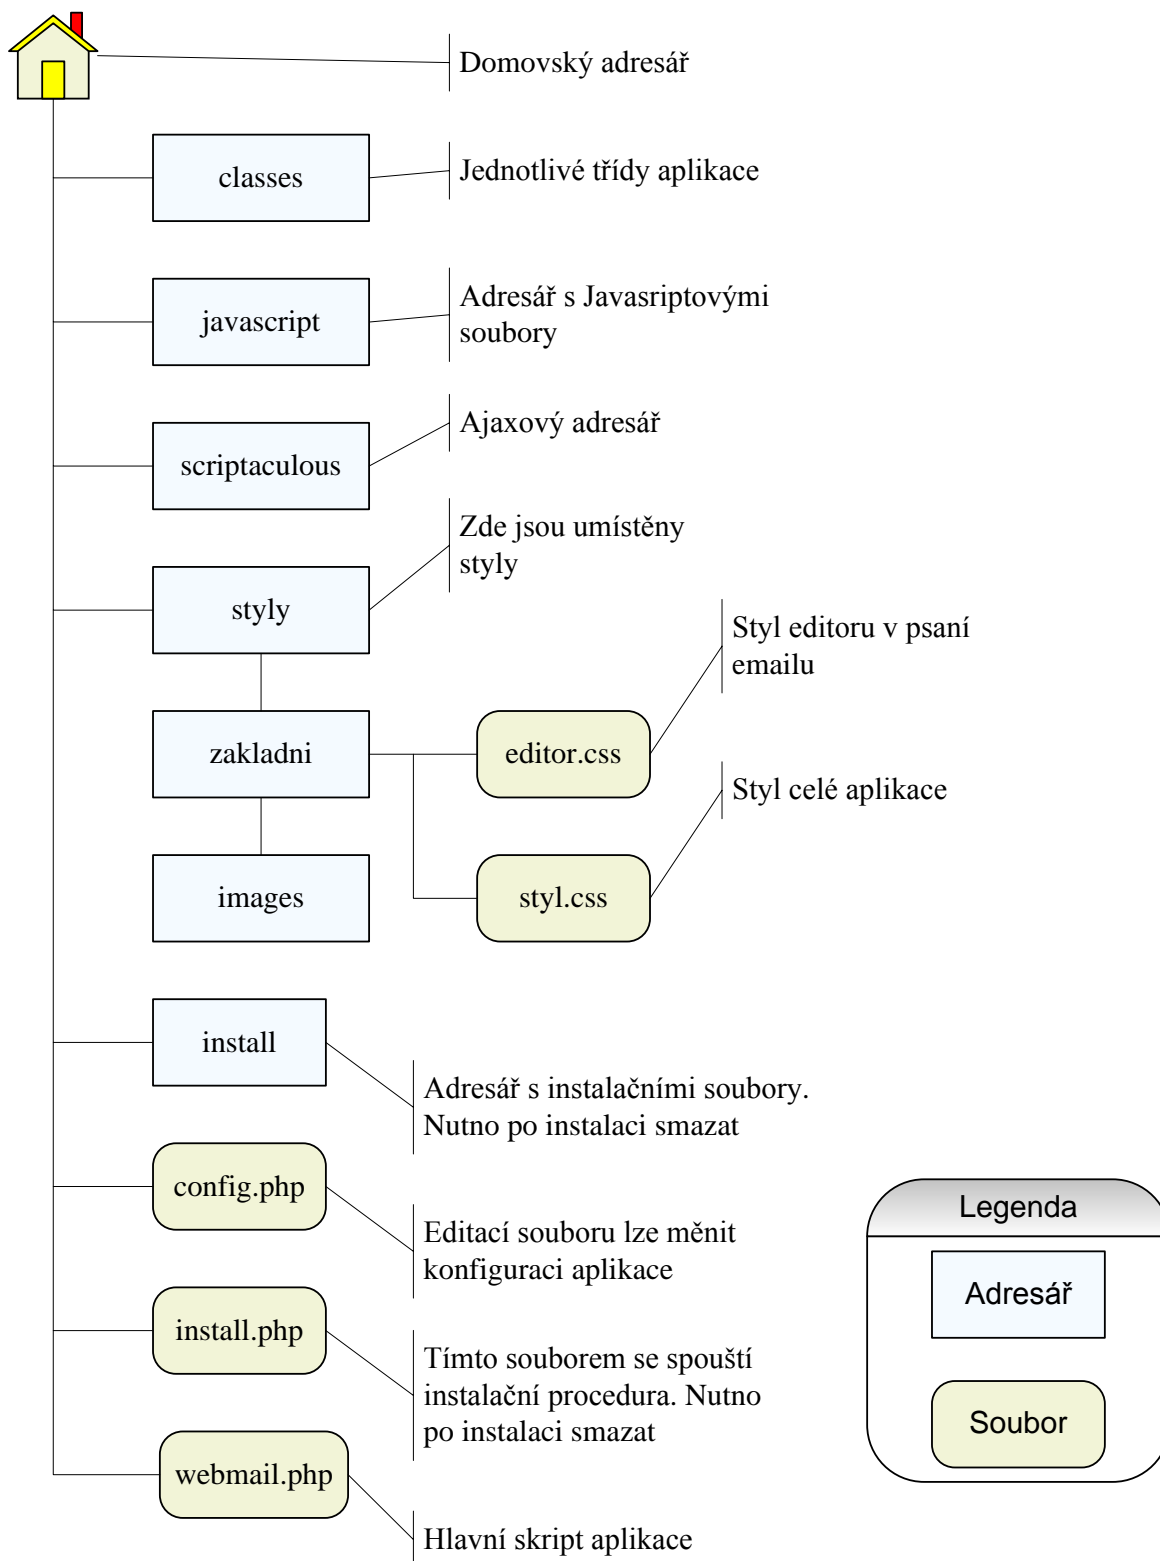 Domovský adresář
classes
Jednotlivé třídy aplikace
javascript
Adresář s Javasriptovými
soubory
scriptaculous
Ajaxový adresář
styly
Zde jsou umístěny
styly
zakladni
editor.css
Styl editoru v psaní
emailu
styl.css
Styl celé aplikace
images
install
Adresář s instalačními soubory.
Nutno po instalaci smazat
config.php
Editací souboru lze měnit
konfiguraci aplikace
install.php
Tímto souborem se spouští
instalační procedura. Nutno
po instalaci smazat
webmail.php
Hlavní skript aplikace
Legenda
Adresář
Soubor